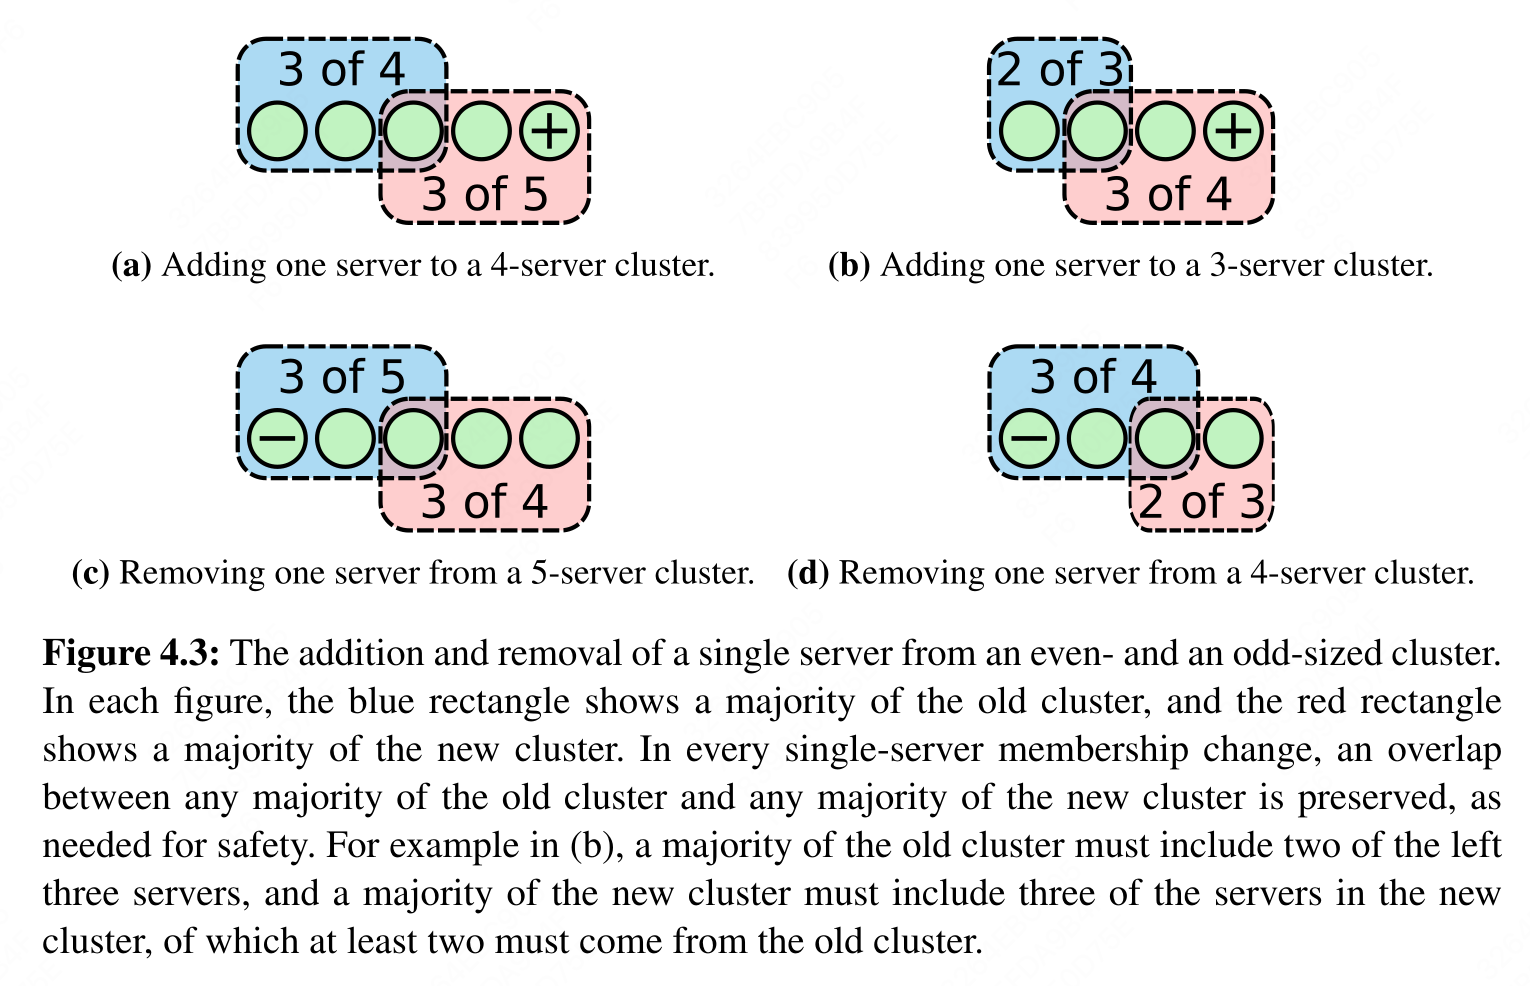 3 of 4
+
3 of 5
(a) Adding one server to a 4-server cluster.
2 of 3
+
3 of 4
(b) Adding one server to a 3-server cluster.
3 of 5
−
3 of 4
(c) Removing one server from a 5-server cluster.
3 of 4
−
2 of 3
(d) Removing one server from a 4-server cluster.
Figure 4.3: The addition and removal of a single server from an even- and an odd-sized cluster.
In each figure, the blue rectangle shows a majority of the old cluster, and the red rectangle
shows a majority of the new cluster. In every single-server membership change, an overlap
between any majority of the old cluster and any majority of the new cluster is preserved, as
needed for safety. For example in (b), a majority of the old cluster must include two of the left
three servers, and a majority of the new cluster must include three of the servers in the new
cluster, of which at least two must come from the old cluster.